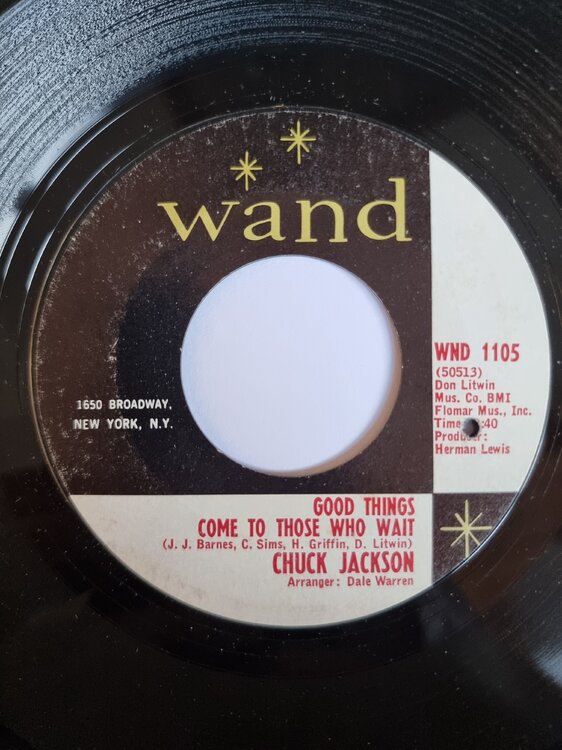 wand
WND 1105
(50513)
Don Litwin
Mus. Co. BMI
Flomar Mus., Inc.
:40
Herman Lewis
1650 BROADWAY,
NEW YORK, N.Y.
GOOD THINGS
COME TO THOSE WHO WAIT
(J. J. Barnes, C. Sims, H. Griffin, D. Litwin)
CHUCK JACKSON
Arranger: Dale Warren